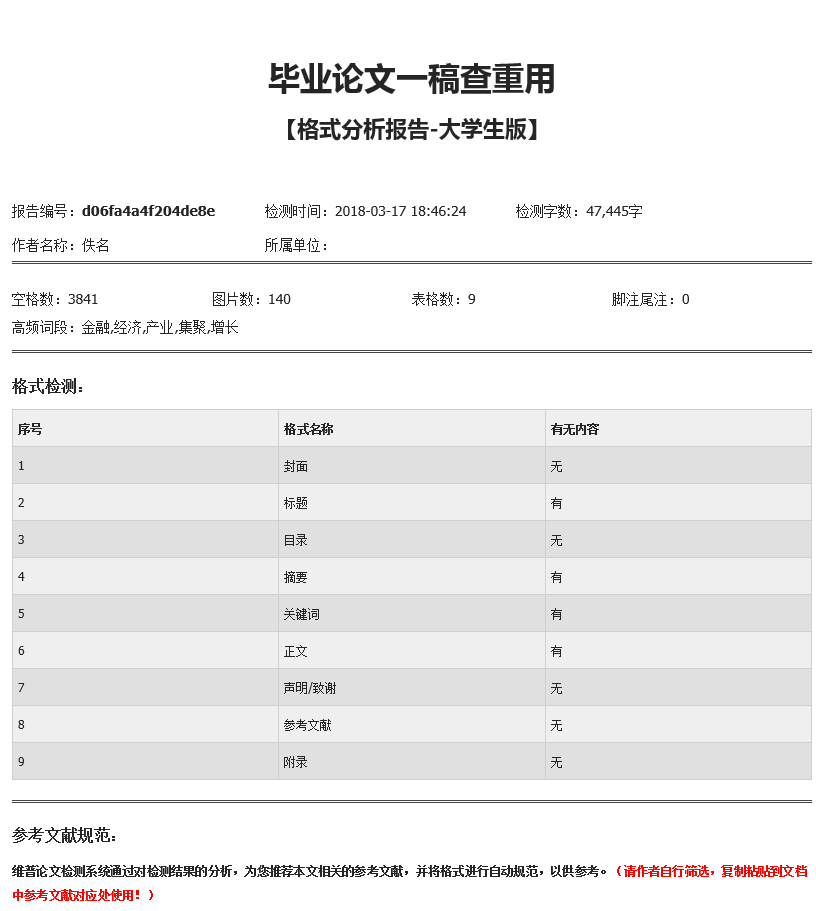 毕业论文一稿查重用
【格式分析报告-大学生版】
报告编号：d06fa4a4f204de8e 检测时间：2018-03-17 18:46:24 检测字数：47,445字
作者名称：佚名 所属单位：
空格数：3841 图片数：140 表格数：9 脚注尾注：0
高频词段：金融,经济,产业,集聚,增长
格式检测：
序号 格式名称 有无内容
1 封面 无
2 标题 有
3 目录 无
4 摘要 有
5 关键词 有
6 正文 有
7 声明/致谢 无
8 参考文献 无
9 附录 无
参考文献规范：
维普论文检测系统通过对检测结果的分析，为您推荐本文相关的参考文献，并将格式进行自动规范，以供参考。（请作者自行筛选，复制粘贴到文档
中参考文献对应处使用！）